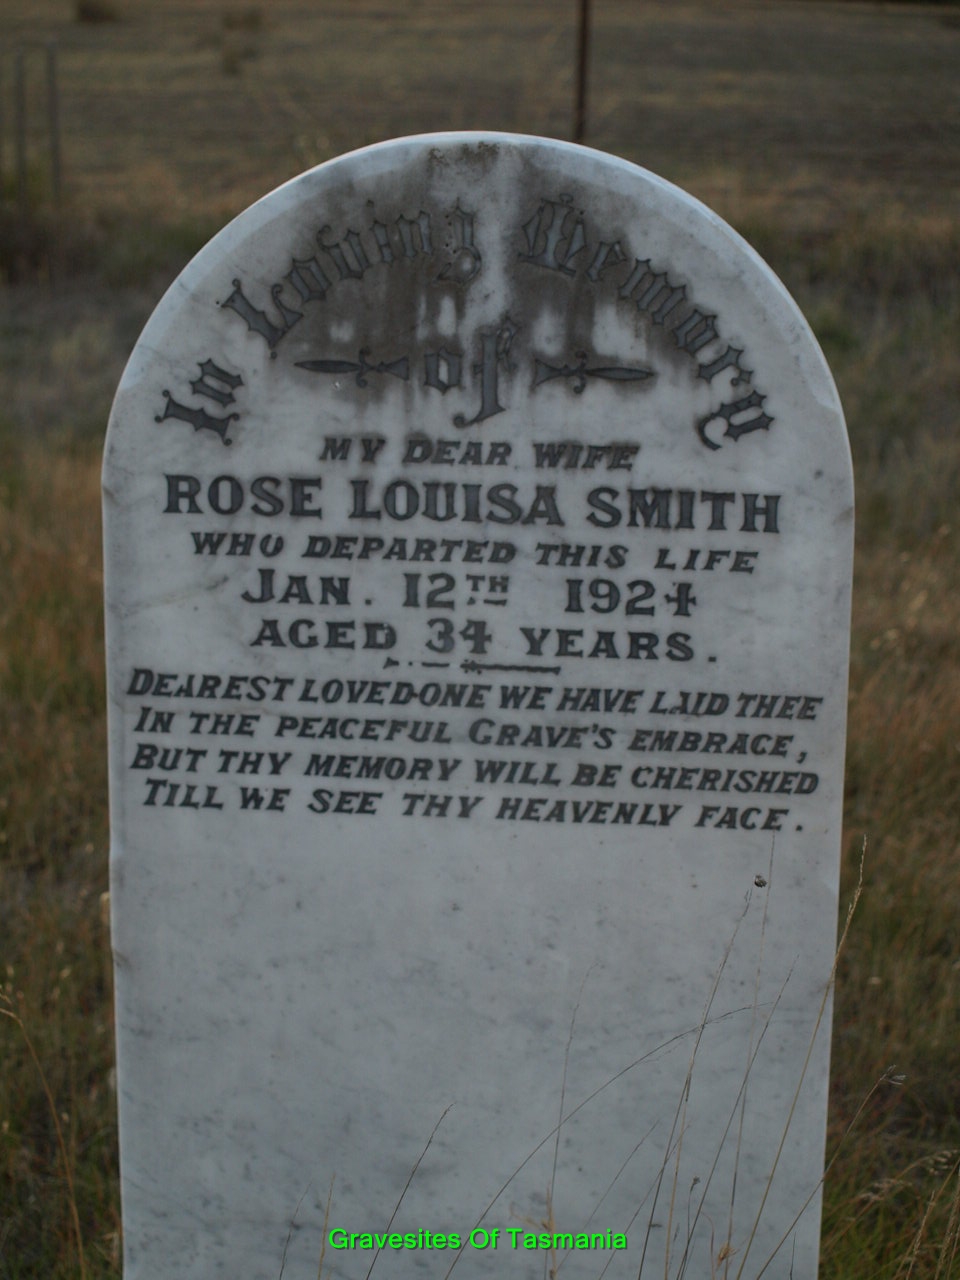 In Loving Memory
of
MY DEAR WIFE
ROSE LOUISA SMITH
WHO DEPARTED THIS LIFE
JAN. 12TH 1924
AGED 34 YEARS.
DEAREST LOVED-ONE WE HAVE LAID THEE
IN THE PEACEFUL GRAVE'S EMBRACE,
BUT THY MEMORY WILL BE CHERISHED
TILL WE SEE THY HEAVENLY FACE.
Gravesites Of Tasmania